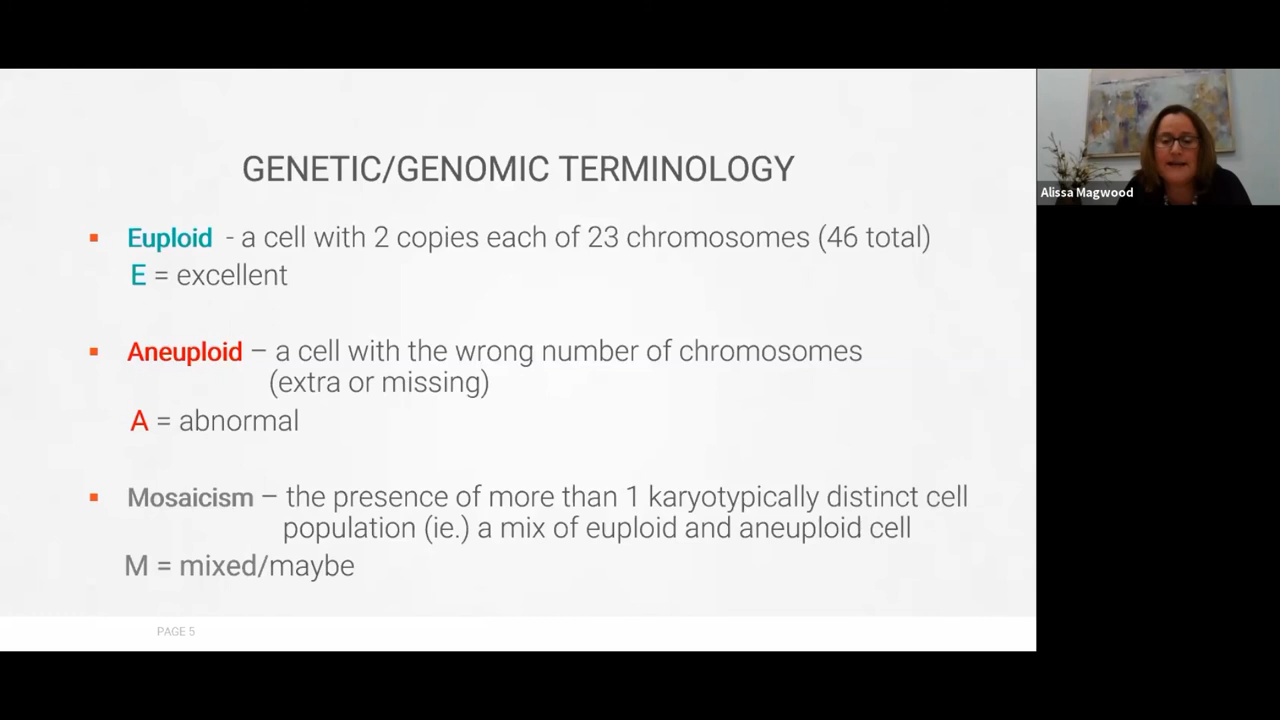 GENETIC/GENOMIC TERMINOLOGY
▪ Euploid - a cell with 2 copies each of 23 chromosomes (46 total)
E = excellent
▪ Aneuploid – a cell with the wrong number of chromosomes
(extra or missing)
A = abnormal
▪ Mosaicism – the presence of more than 1 karyotypically distinct cell
population (ie.) a mix of euploid and aneuploid cell
M = mixed/maybe
PAGE 5
Alissa Magwood